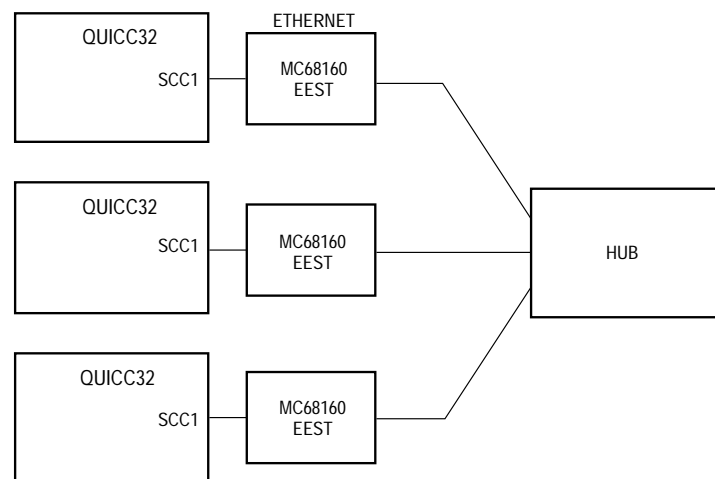 ETHERNET
QUICC32
SCC1
MC68160
EEST
QUICC32
SCC1
MC68160
EEST
HUB
QUICC32
SCC1
MC68160
EEST